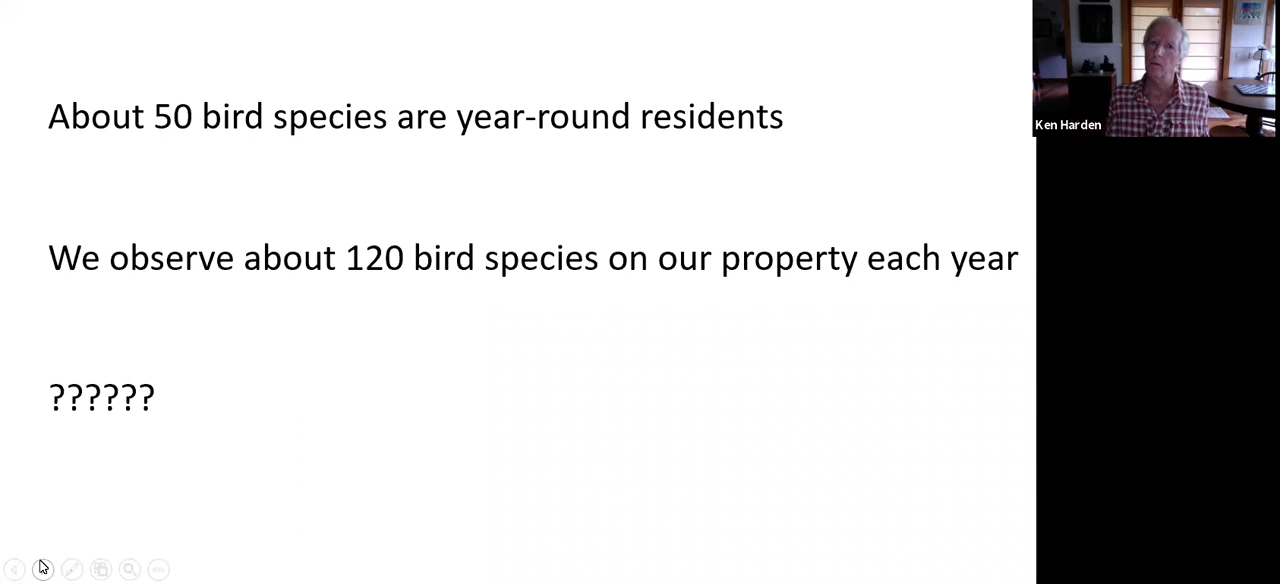 About 50 bird species are year-round residents
Ken Harden
We observe about 120 bird species on our property each year
??????